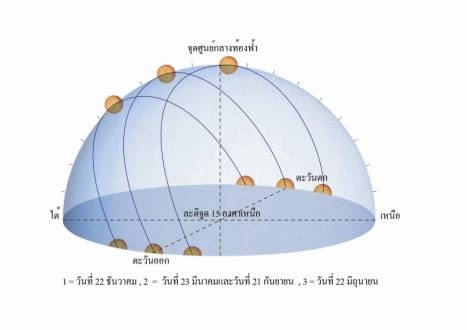 จุดศูนย์กลางท้องฟ้า
ตะวันตก
ใต้
ละติจูด 15 องศาเหนือ
เหนือ
ตะวันออก
1 = วันที่ 22 ธันวาคม , 2 = วันที่ 23 มีนาคมและวันที่ 21 กันยายน , 3 = วันที่ 22 มิถุนายน